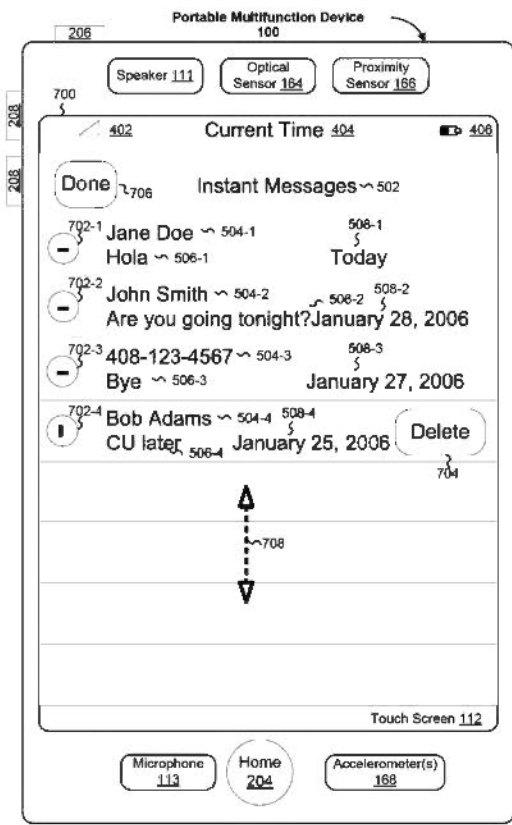 Portable Multifunction Device
100
206
Speaker 111
Optical
Sensor 164
Proximity
Sensor 166
208
700
402
Current Time 404
406
208
Done
706
Instant Messages 502
702-1
Jane Doe 504-1
508-1
Hola 506-1
Today
702-2
John Smith 504-2
506-2
508-2
Are you going tonight? January 28, 2006
702-3
408-123-4567 504-3
508-3
Bye 506-3
January 27, 2006
702-4
Bob Adams 504-4
508-4
CU later 506-4
January 25, 2006
Delete
704
708
Touch Screen 112
Microphone
113
Home
204
Accelerometer(s)
168